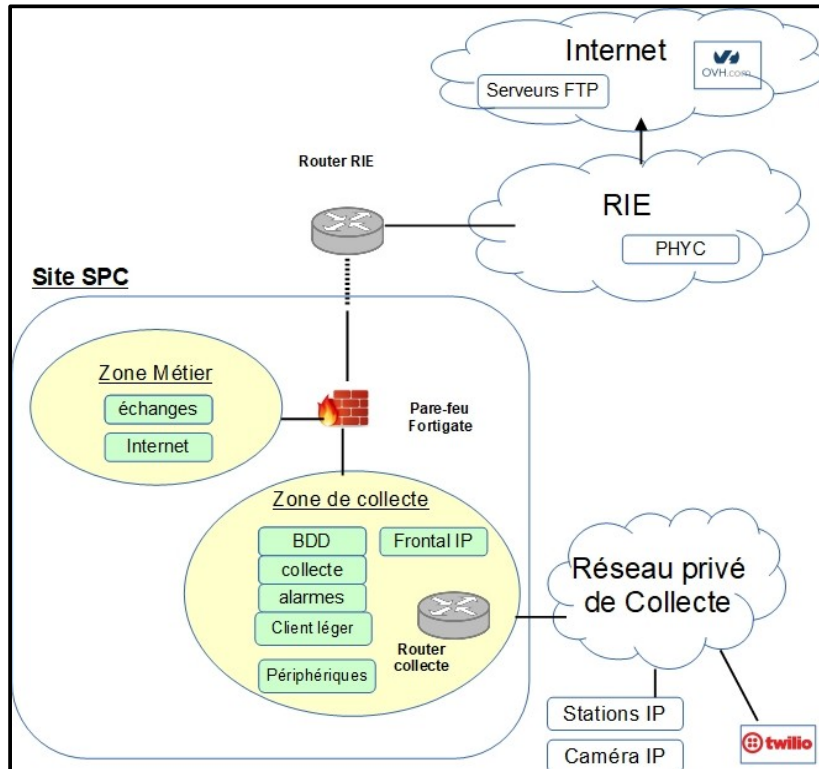 Internet
OVH.com
Serveurs FTP
Router RIE
RIE
PHYC
Site SPC
Zone Métier
échanges
Internet
Pare-feu
Fortigate
Zone de collecte
BDD
Frontal IP
collecte
alarmes
Client léger
Router
collecte
Périphériques
Réseau privé
de Collecte
Stations IP
Caméra IP
twilio